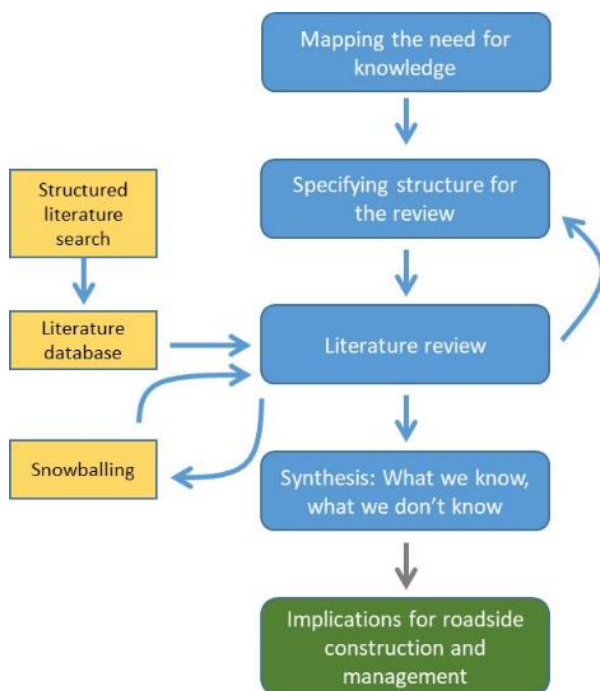 Mapping the need for
knowledge
Specifying structure for
the review
Structured
literature
search
Literature
database
Literature review
Snowballing
Synthesis: What we know,
what we don't know
Implications for roadside
construction and
management